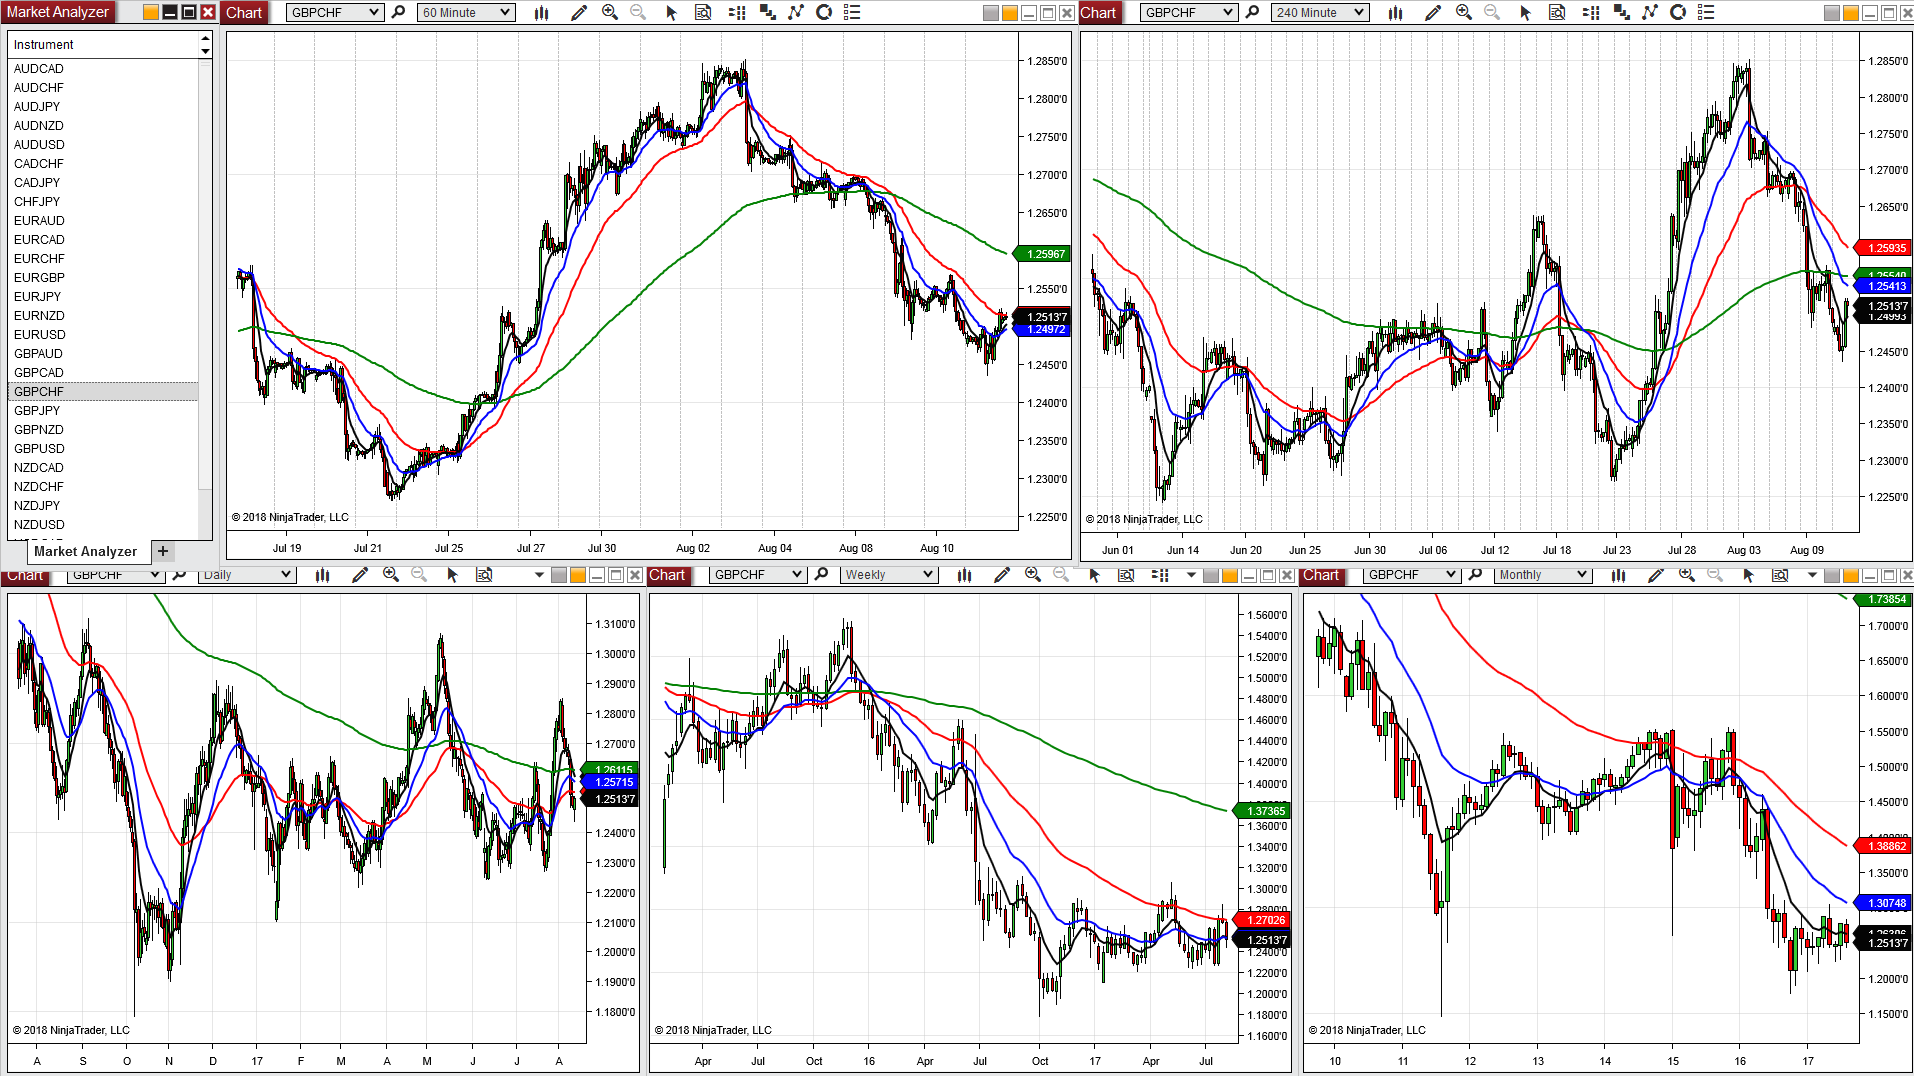 Market Analyzer
Instrument
AUDCAD
AUDCHF
AUDJPY
AUDNZD
AUDUSD
CADCHF
CADJPY
CHFJPY
EURAUD
EURCAD
EURCHF
EURGBP
EURJPY
EURNZD
EURUSD
GBPAUD
GBPCAD
GBPCHF
GBPJPY
GBPNZD
GBPUSD
NZDCAD
NZDCHF
NZDJPY
NZDUSD
Market Analyzer +
Chart GBPCHF 60 Minute
1.2850'0
1.2800'0
1.2750'0
1.2700'0
1.2650'0
1.25967
1.2550'0
1.2513'7
1.24972
1.2450'0
1.2400'0
1.2350'0
1.2300'0
1.2250'0
1.2250'0
© 2018 NinjaTrader, LLC
Jul 19 Jul 21 Jul 25 Jul 27 Jul 30 Aug 02 Aug 04 Aug 08 Aug 10
Chart GBPCHF 240 Minute
1.2850'0
1.2800'0
1.2750'0
1.2700'0
1.2650'0
1.25935
1.25413
1.2513'7
1.24993
1.2450'0
1.2400'0
1.2350'0
1.2300'0
1.2250'0
© 2018 NinjaTrader, LLC
Jun 01 Jun 14 Jun 20 Jun 25 Jun 30 Jul 06 Jul 12 Jul 18 Jul 23 Jul 28 Aug 03 Aug 09
Chart GBPCHF Daily
1.3100'0
1.3000'0
1.2900'0
1.2800'0
1.2700'0
1.26115
1.25715
1.2513'7
1.2400'0
1.2300'0
1.2200'0
1.2100'0
1.2000'0
1.1900'0
1.1800'0
© 2018 NinjaTrader, LLC
A S O N D 17 F M A M J J A
Chart GBPCHF Weekly
1.5600'0
1.5400'0
1.5200'0
1.5000'0
1.4800'0
1.4600'0
1.4400'0
1.4200'0
1.4000'0
1.37365
1.3600'0
1.3400'0
1.3200'0
1.3000'0
1.2800'0
1.27026
1.2513'7
1.2400'0
1.2200'0
1.2000'0
1.1800'0
1.1600'0
© 2018 NinjaTrader, LLC
Apr Jul Oct 16 Apr Jul Oct 17 Apr Jul
Chart GBPCHF Monthly
1.73854
1.7000'0
1.6500'0
1.6000'0
1.5500'0
1.5000'0
1.4500'0
1.38862
1.3500'0
1.30748
1.2513'7
1.2000'0
1.1500'0
© 2018 NinjaTrader, LLC
10 11 12 13 14 15 16 17